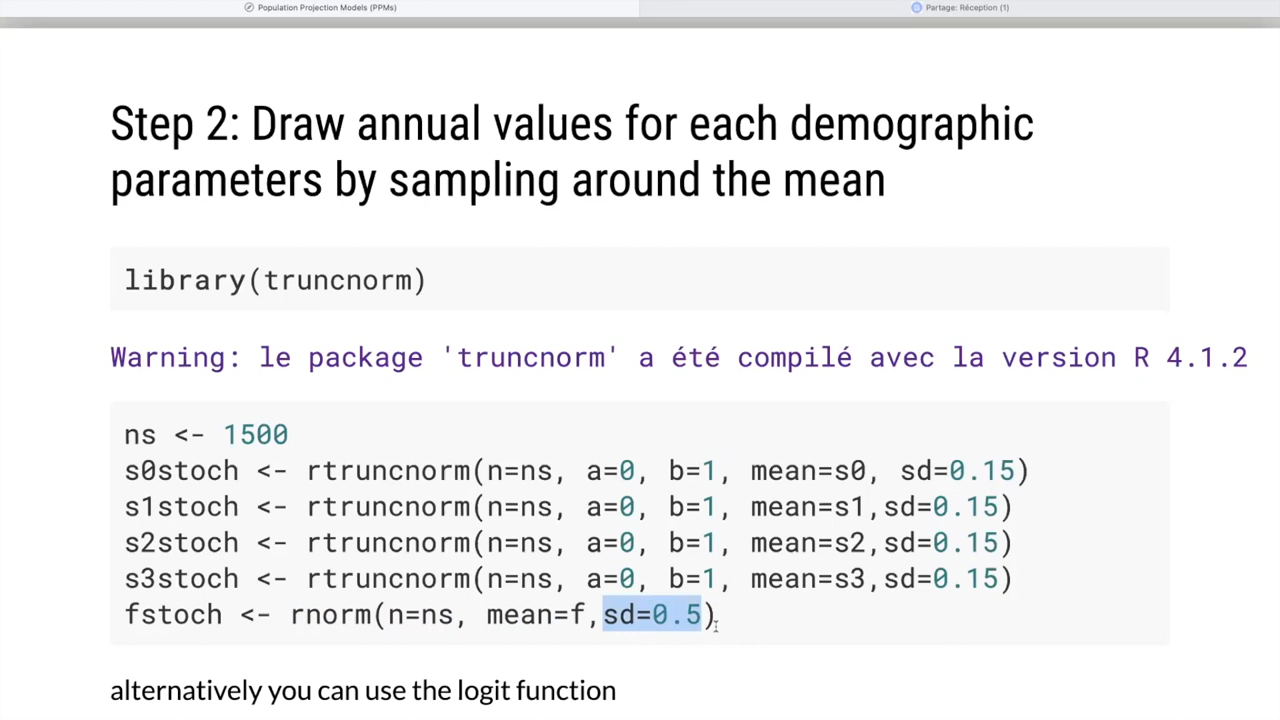 Population Projection Models (PPMs)
Partage: Réception (1)
Step 2: Draw annual values for each demographic
parameters by sampling around the mean
library(truncnorm)
Warning: le package 'truncnorm' a été compilé avec la version R 4.1.2
ns <- 1500
s0stoch <- rtruncnorm(n=ns, a=0, b=1, mean=s0, sd=0.15)
s1stoch <- rtruncnorm(n=ns, a=0, b=1, mean=s1,sd=0.15)
s2stoch <- rtruncnorm(n=ns, a=0, b=1, mean=s2,sd=0.15)
s3stoch <- rtruncnorm(n=ns, a=0, b=1, mean=s3,sd=0.15)
fstoch <- rnorm(n=ns, mean=f,sd=0.5)
alternatively you can use the logit function